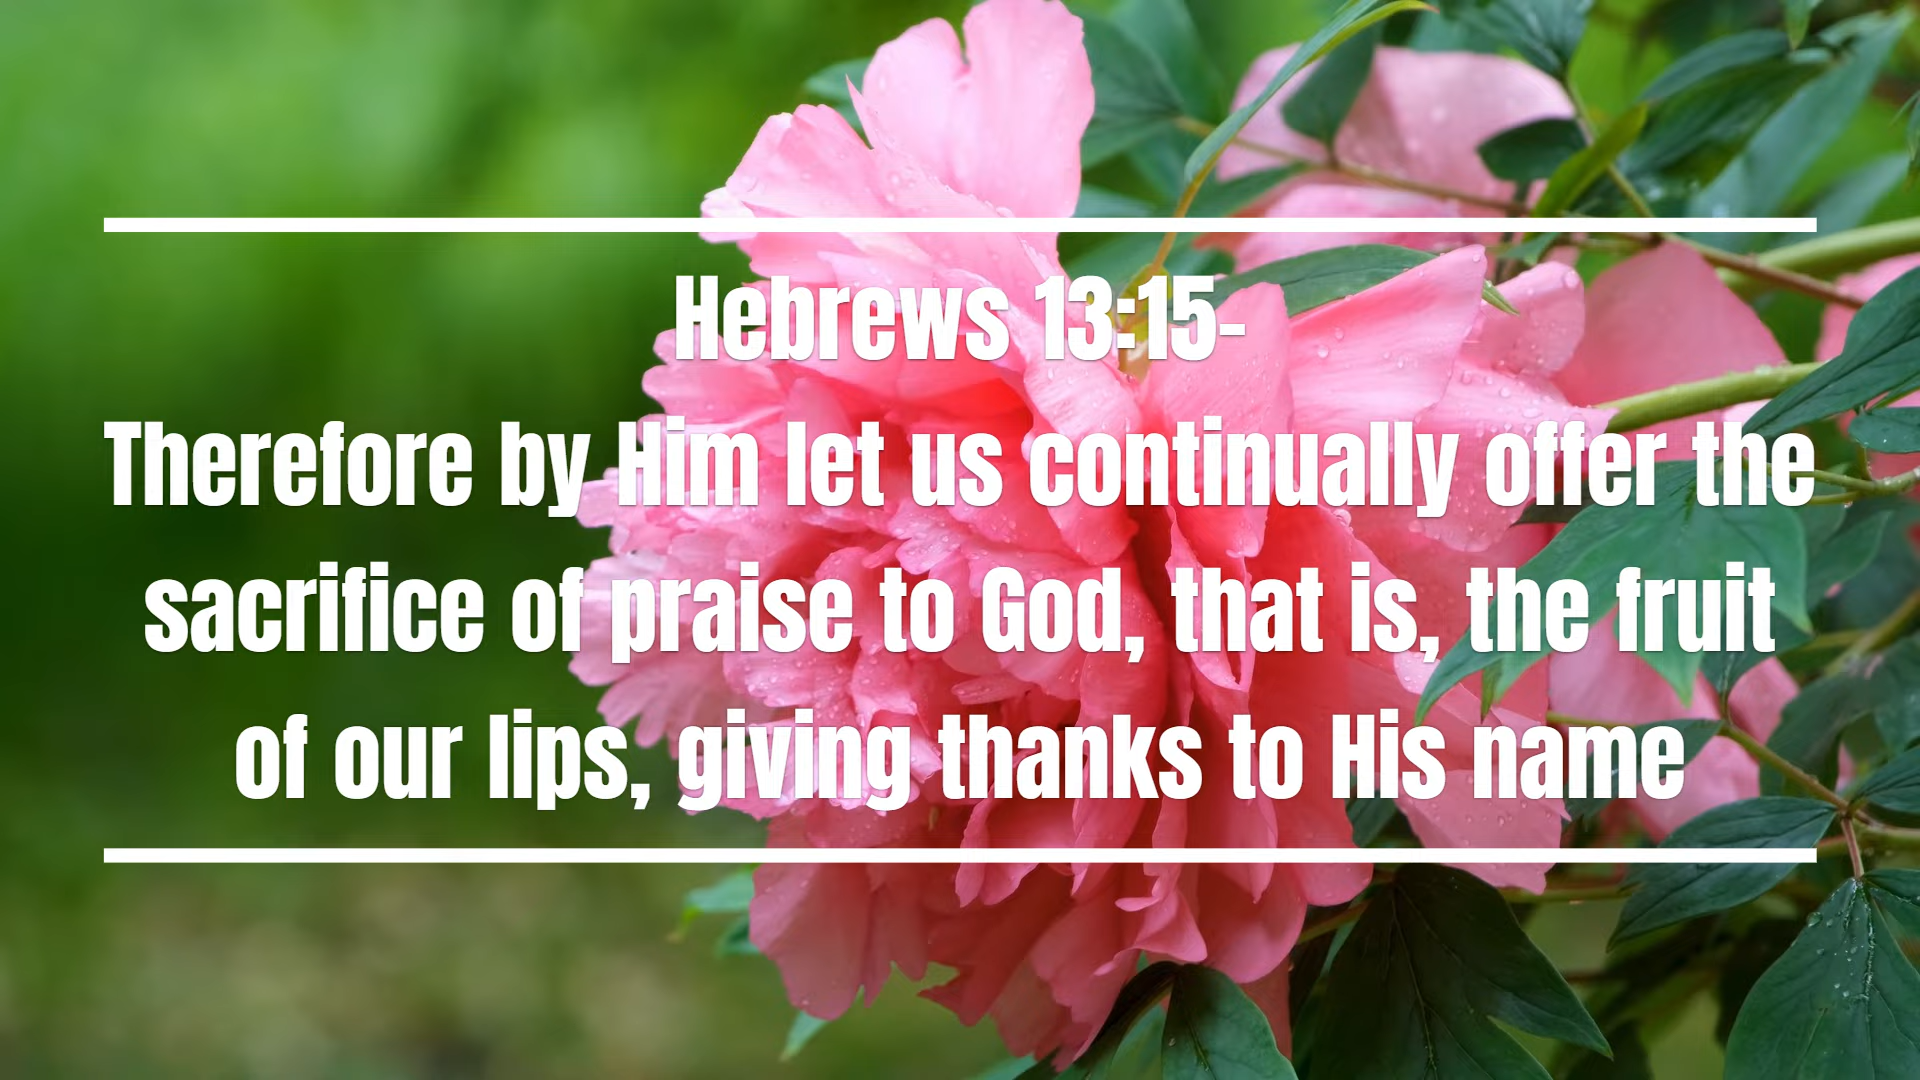 Hebrews 13:15-
Therefore by Him let us continually offer the
sacrifice of praise to God, that is, the fruit
of our lips, giving thanks to His name